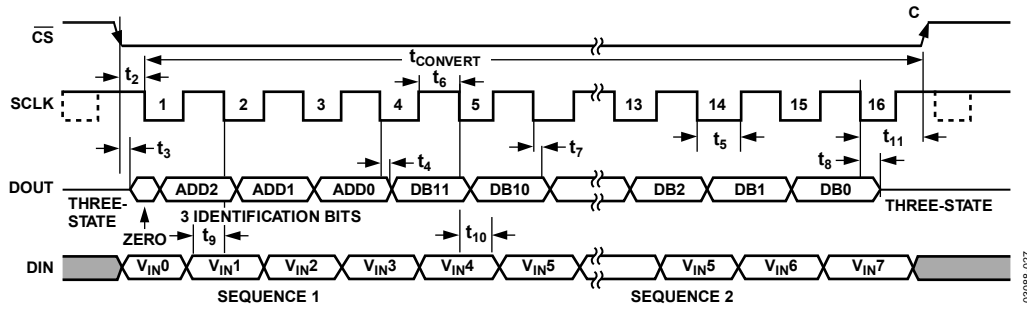 C
CS
tCONVERT
t2
t6
SCLK
1 2 3 4 5 13 14 15 16
t3 t4 t7 t5 t8 t11
DOUT
ADD2 ADD1 ADD0 DB11 DB10 DB2 DB1 DB0
THREE-
STATE
3 IDENTIFICATION BITS
THREE-STATE
ZERO
t9
t10
DIN
VIN0 VIN1 VIN2 VIN3 VIN4 VIN5 VIN5 VIN6 VIN7
SEQUENCE 1
SEQUENCE 2
03088-027